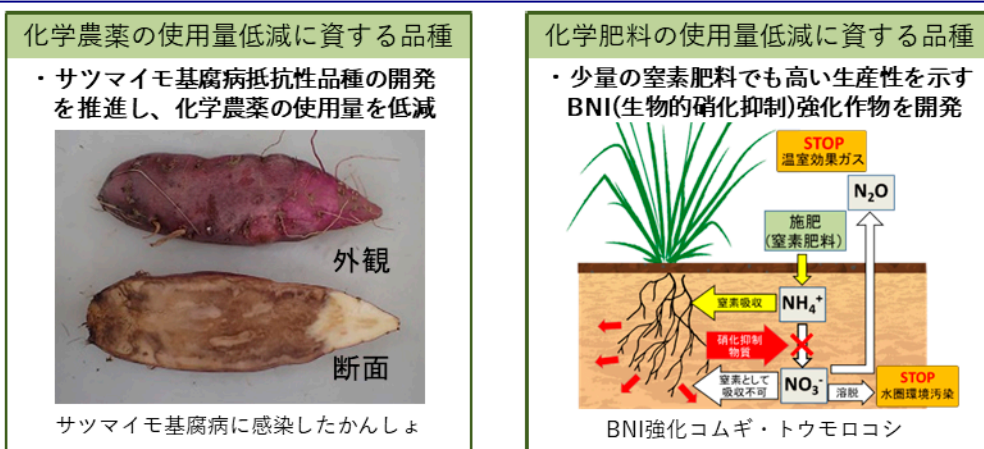 化学農薬の使用量低減に資する品種
・サツマイモ基腐病抵抗性品種の開発
を推進し、化学農薬の使用量を低減
外観
断面
サツマイモ基腐病に感染したかんしょ
化学肥料の使用量低減に資する品種
・少量の窒素肥料でも高い生産性を示す
BNI(生物的硝化抑制)強化作物を開発
STOP
温室効果ガス
N₂O
施肥
(窒素肥料)
窒素吸収
NH₄⁺
硝化抑制
物質
窒素として
吸収不可
NO₃⁻
溶脱
STOP
水圏環境汚染
BNI強化コムギ・トウモロコシ